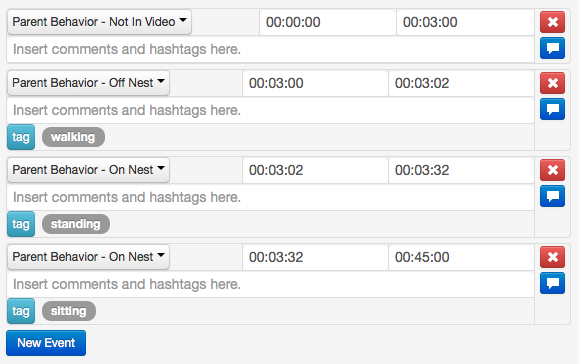 Parent Behavior - Not In Video 00:00:00 00:03:00
Insert comments and hashtags here.
Parent Behavior - Off Nest 00:03:00 00:03:02
Insert comments and hashtags here.
tag walking
Parent Behavior - On Nest 00:03:02 00:03:32
Insert comments and hashtags here.
tag standing
Parent Behavior - On Nest 00:03:32 00:45:00
Insert comments and hashtags here.
tag sitting
New Event